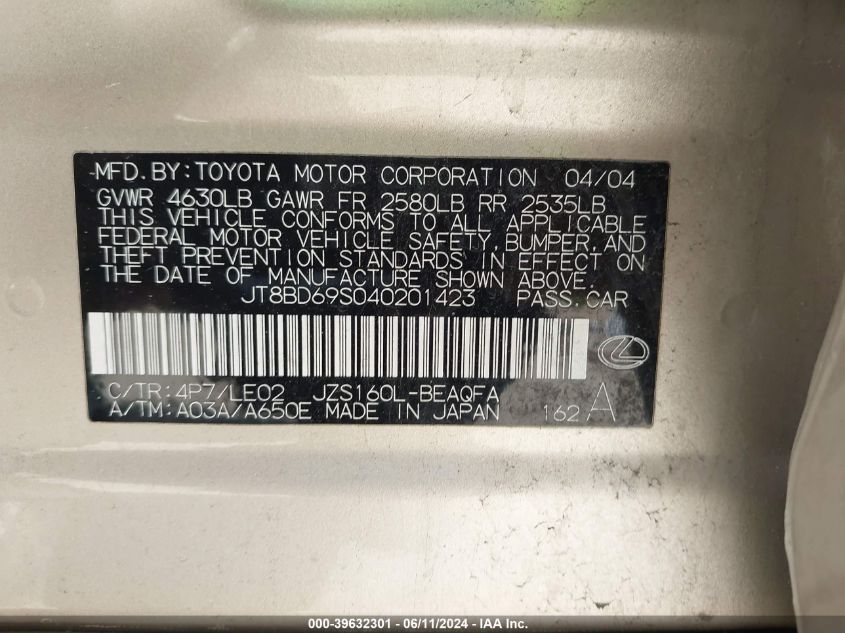 MFD. BY: TOYOTA MOTOR CORPORATION 04/04
GVWR 4630LB GAWR FR 2580LB RR 2535LB
THIS VEHICLE CONFORMS TO ALL APPLICABLE
FEDERAL MOTOR VEHICLE SAFETY, BUMPER, AND
THEFT PREVENTION STANDARDS IN EFFECT ON
THE DATE OF MANUFACTURE SHOWN ABOVE.
JT8BD69S040201423 PASS. CAR
C/TR: 4P7/LE02 JZS160L-BEAQFA
A/TM: A03A/A650E MADE IN JAPAN 162 A
000-39632301 - 06/11/2024 - IAA Inc.